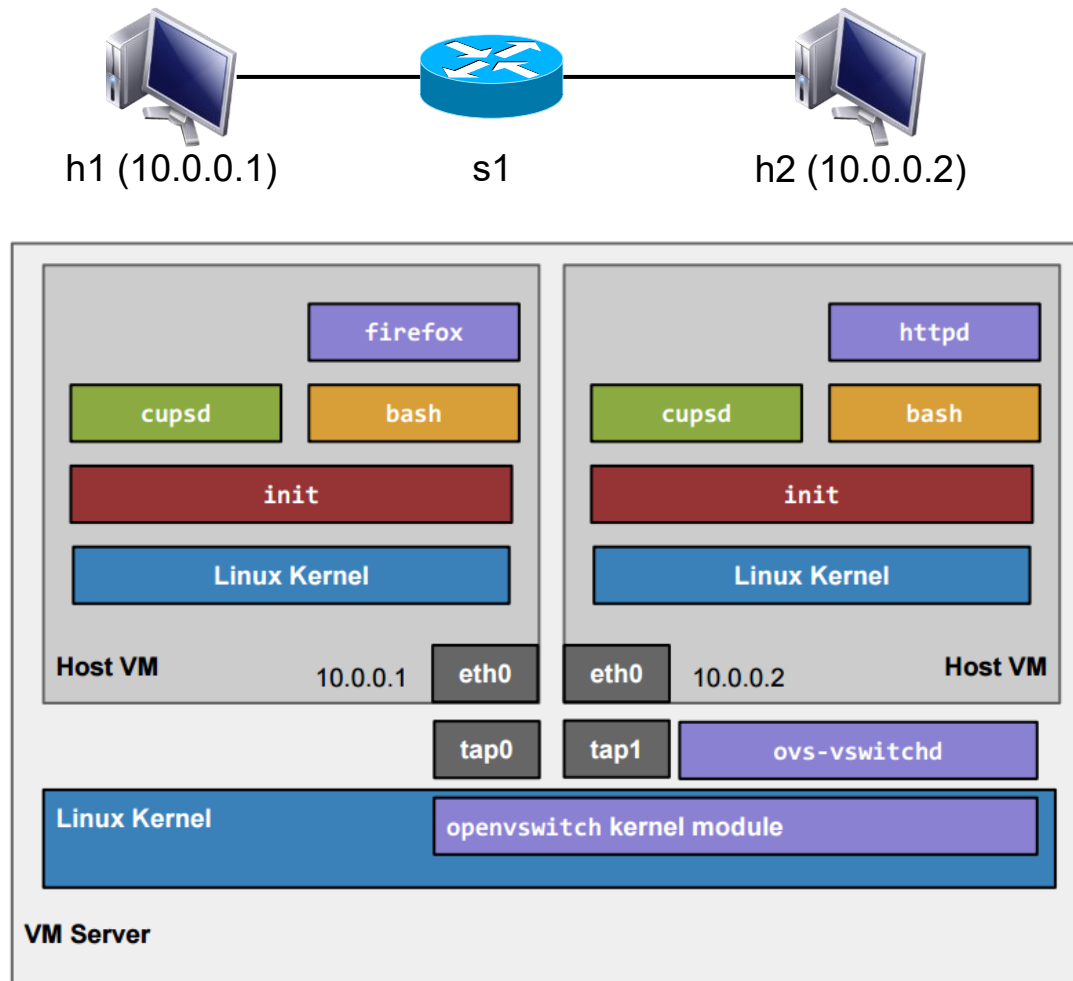 h1 (10.0.0.1)
s1
h2 (10.0.0.2)
firefox
cupsd
bash
init
Linux Kernel
Host VM
10.0.0.1
eth0
httpd
cupsd
bash
init
Linux Kernel
eth0
10.0.0.2
Host VM
tap0
tap1
ovs-vswitchd
Linux Kernel
openvswitch kernel module
VM Server